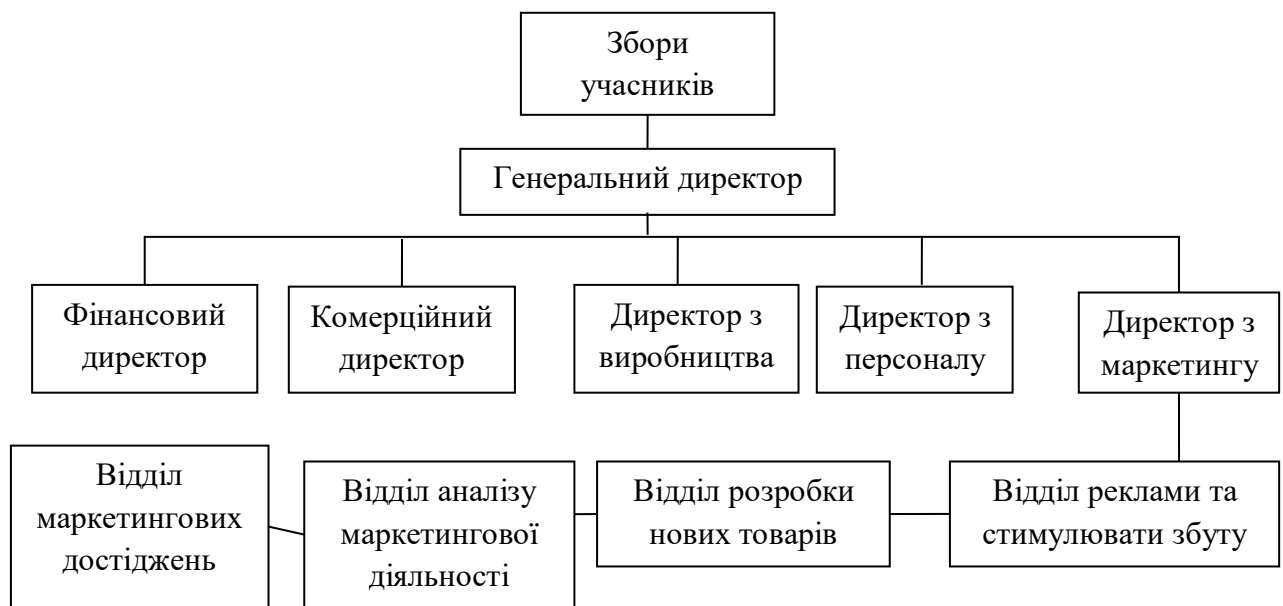 Збори
учасників
Генеральний директор
Фінансовий
директор
Комерційний
директор
Директор з
виробництва
Директор з
персоналу
Директор з
маркетингу
Відділ
маркетингових
достіджень
Відділ аналізу
маркетингової
діяльності
Відділ розробки
нових товарів
Відділ реклами та
стимулювати збуту